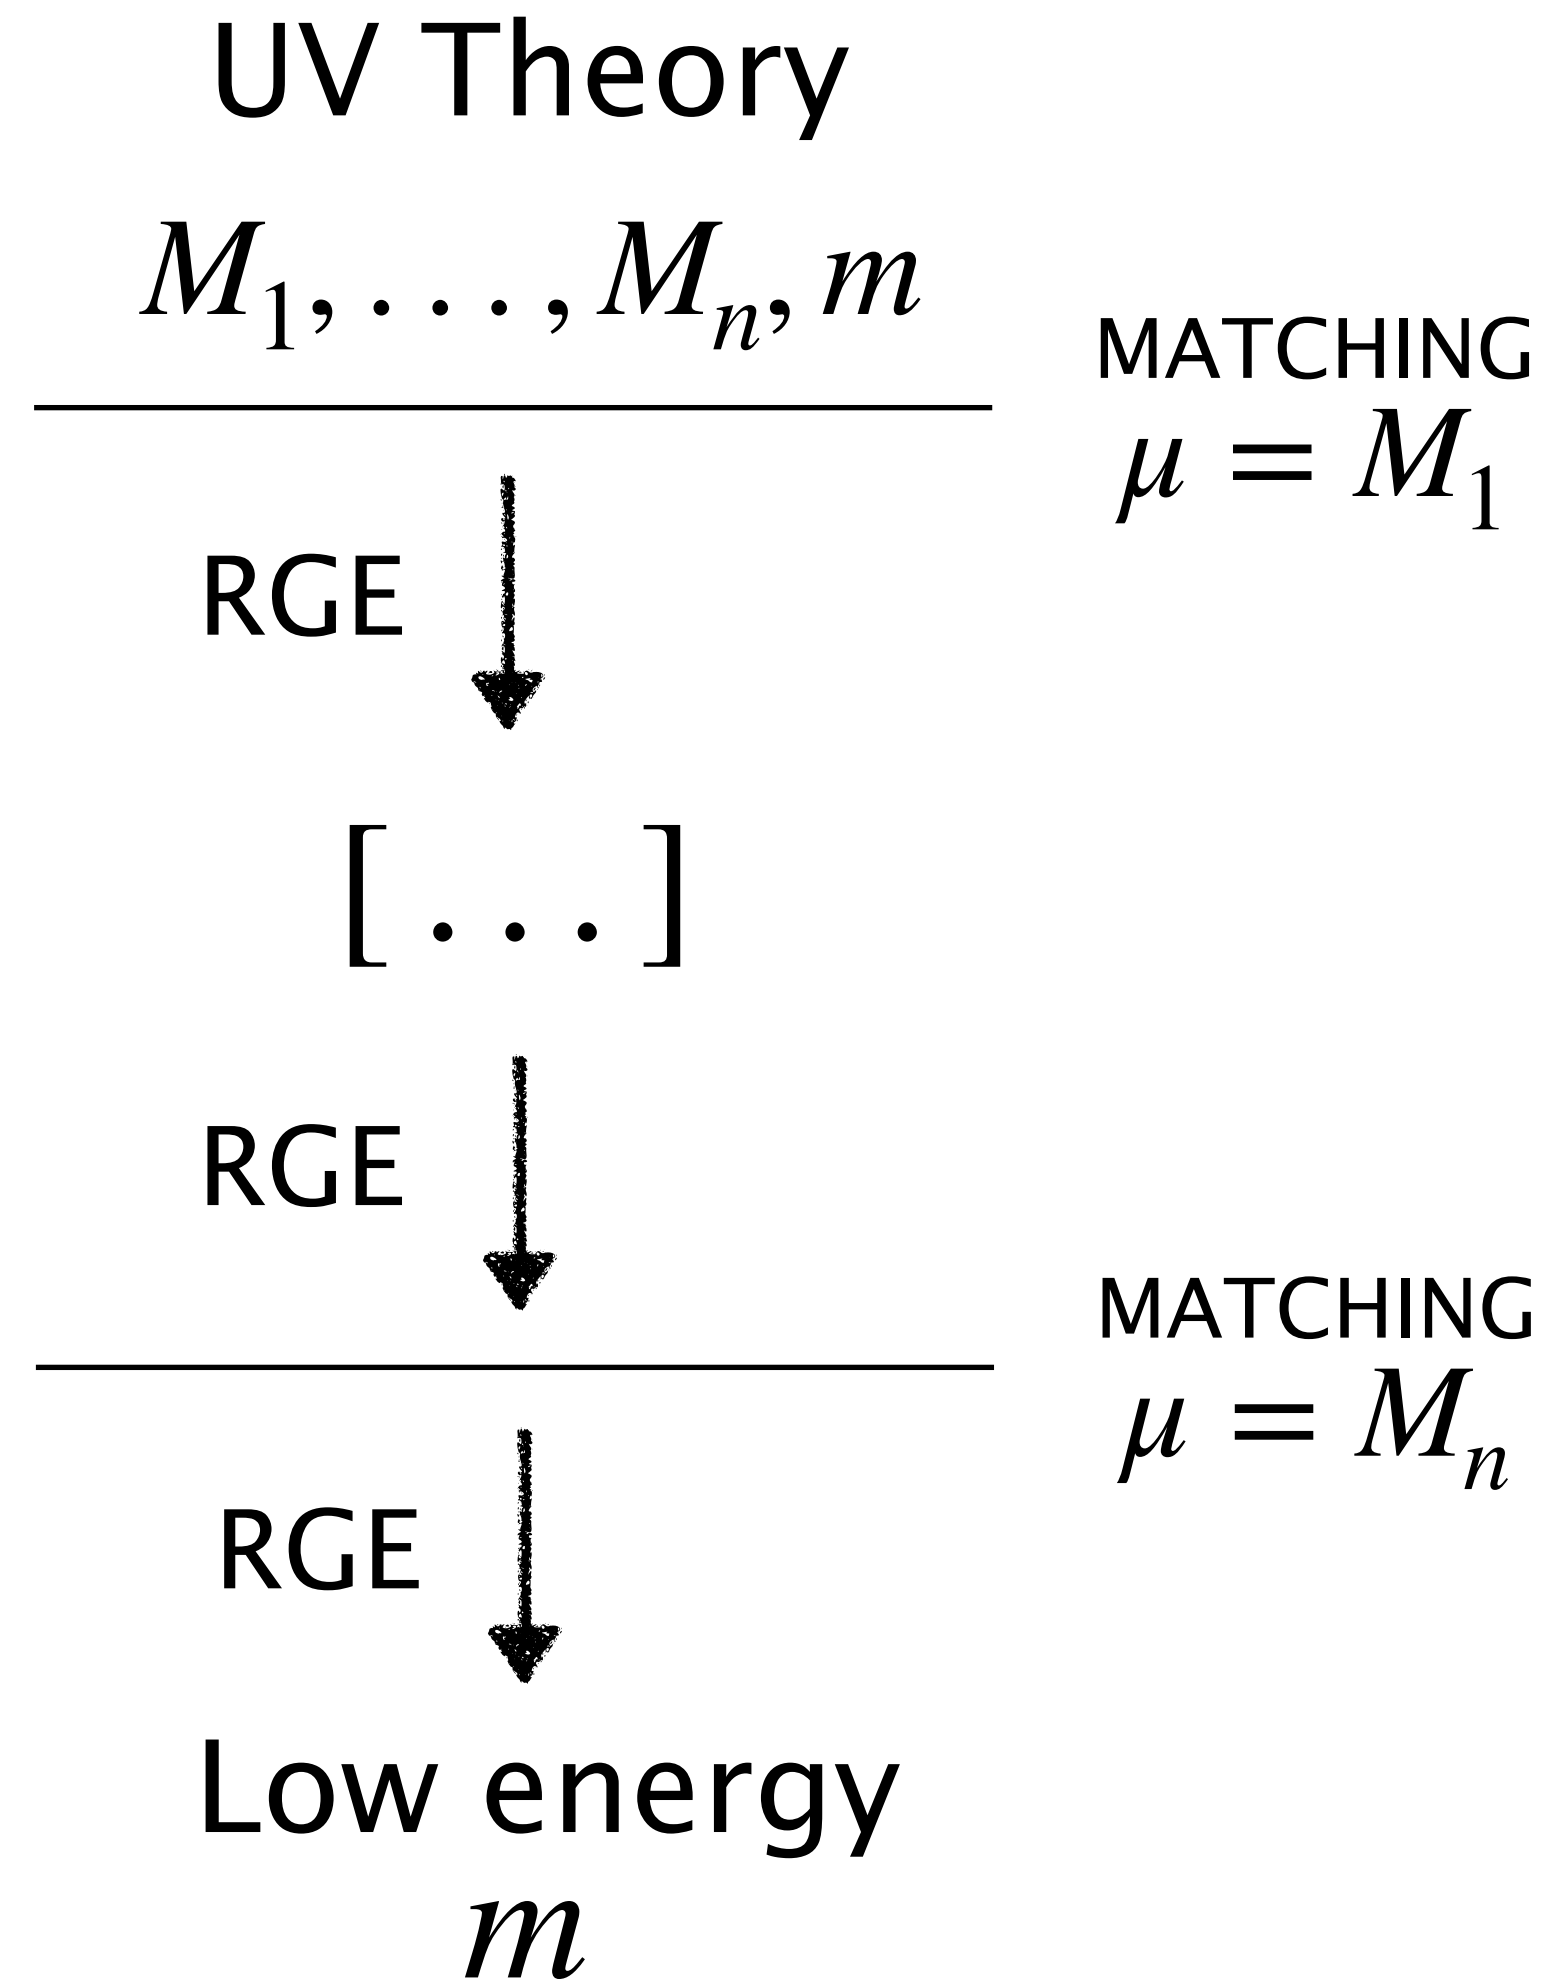 UV Theory
M₁, . . . , Mₙ, m
MATCHING
μ = M₁
RGE
[ . . . ]
RGE
MATCHING
μ = Mₙ
RGE
Low energy
m